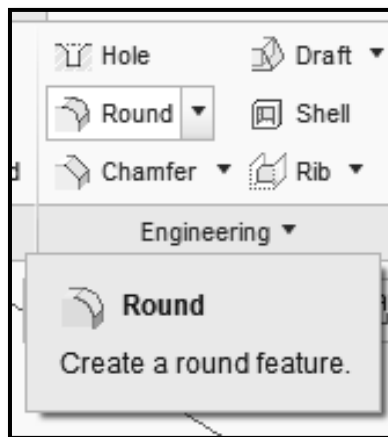 Hole Draft
Round Shell
d Chamfer Rib
Engineering
Round
Create a round feature.